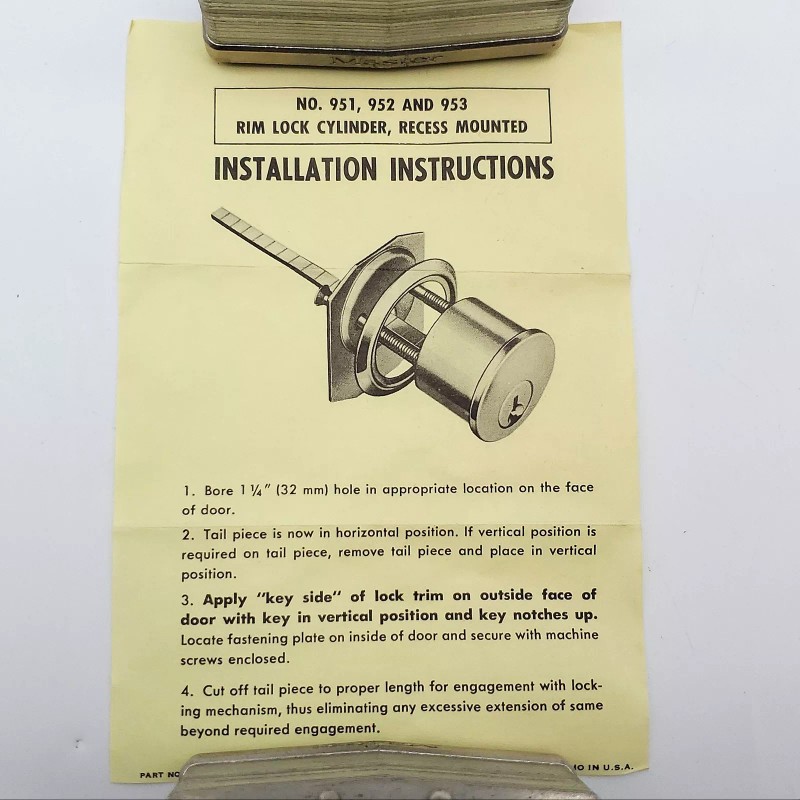 Master
NO. 951, 952 AND 953
RIM LOCK CYLINDER, RECESS MOUNTED
INSTALLATION INSTRUCTIONS
1. Bore 1 ¼" (32 mm) hole in appropriate location on the face
of door.
2. Tail piece is now in horizontal position. If vertical position is
required on tail piece, remove tail piece and place in vertical
position.
3. Apply "key side" of lock trim on outside face of
door with key in vertical position and key notches up.
Locate fastening plate on inside of door and secure with machine
screws enclosed.
4. Cut off tail piece to proper length for engagement with lock-
ing mechanism, thus eliminating any excessive extension of same
beyond required engagement.
PART NO
IN U.S.A.